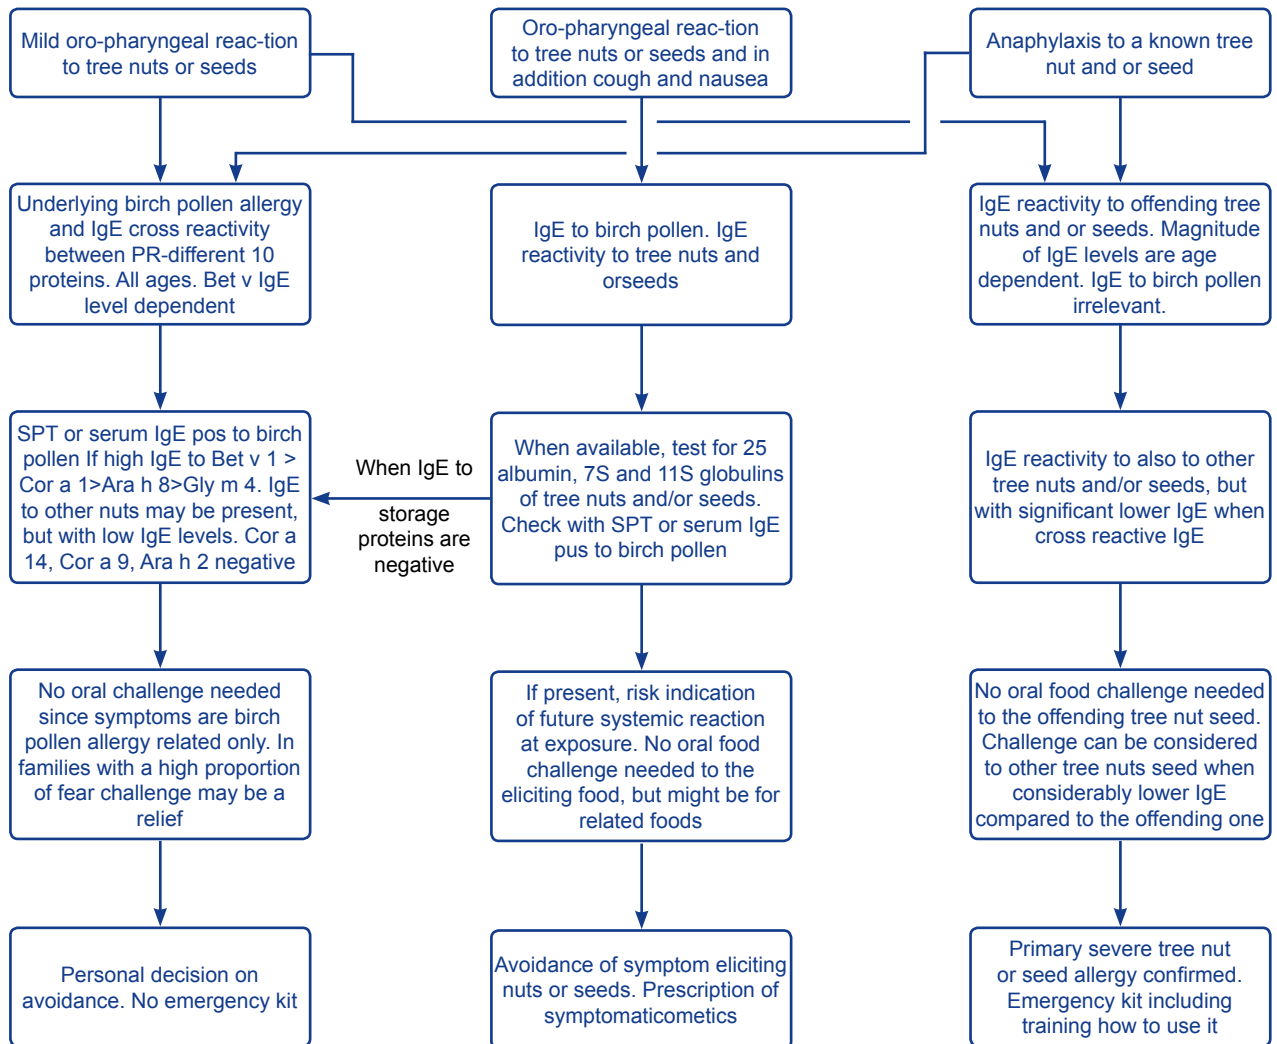 Mild oro-pharyngeal reac-tion
to tree nuts or seeds
Oro-pharyngeal reac-tion
to tree nuts or seeds and in
addition cough and nausea
Anaphylaxis to a known tree
nut and or seed
Underlying birch pollen allergy
and IgE cross reactivity
between PR-different 10
proteins. All ages. Bet v IgE
level dependent
IgE to birch pollen. IgE
reactivity to tree nuts and
orseeds
IgE reactivity to offending tree
nuts and or seeds. Magnitude
of IgE levels are age
dependent. IgE to birch pollen
irrelevant.
SPT or serum IgE pos to birch
pollen If high IgE to Bet v 1 >
Cor a 1>Ara h 8>Gly m 4. IgE
to other nuts may be present,
but with low IgE levels. Cor a
14, Cor a 9, Ara h 2 negative
When IgE to
storage
proteins are
negative
When available, test for 25
albumin, 7S and 11S globulins
of tree nuts and/or seeds.
Check with SPT or serum IgE
pus to birch pollen
IgE reactivity to also to other
tree nuts and/or seeds, but
with significant lower IgE when
cross reactive IgE
No oral challenge needed
since symptoms are birch
pollen allergy related only. In
families with a high proportion
of fear challenge may be a
relief
If present, risk indication
of future systemic reaction
at exposure. No oral food
challenge needed to the
eliciting food, but might be for
related foods
No oral food challenge needed
to the offending tree nut seed.
Challenge can be considered
to other tree nuts seed when
considerably lower IgE
compared to the offending one
Personal decision on
avoidance. No emergency kit
Avoidance of symptom eliciting
nuts or seeds. Prescription of
symptomaticometics
Primary severe tree nut
or seed allergy confirmed.
Emergency kit including
training how to use it